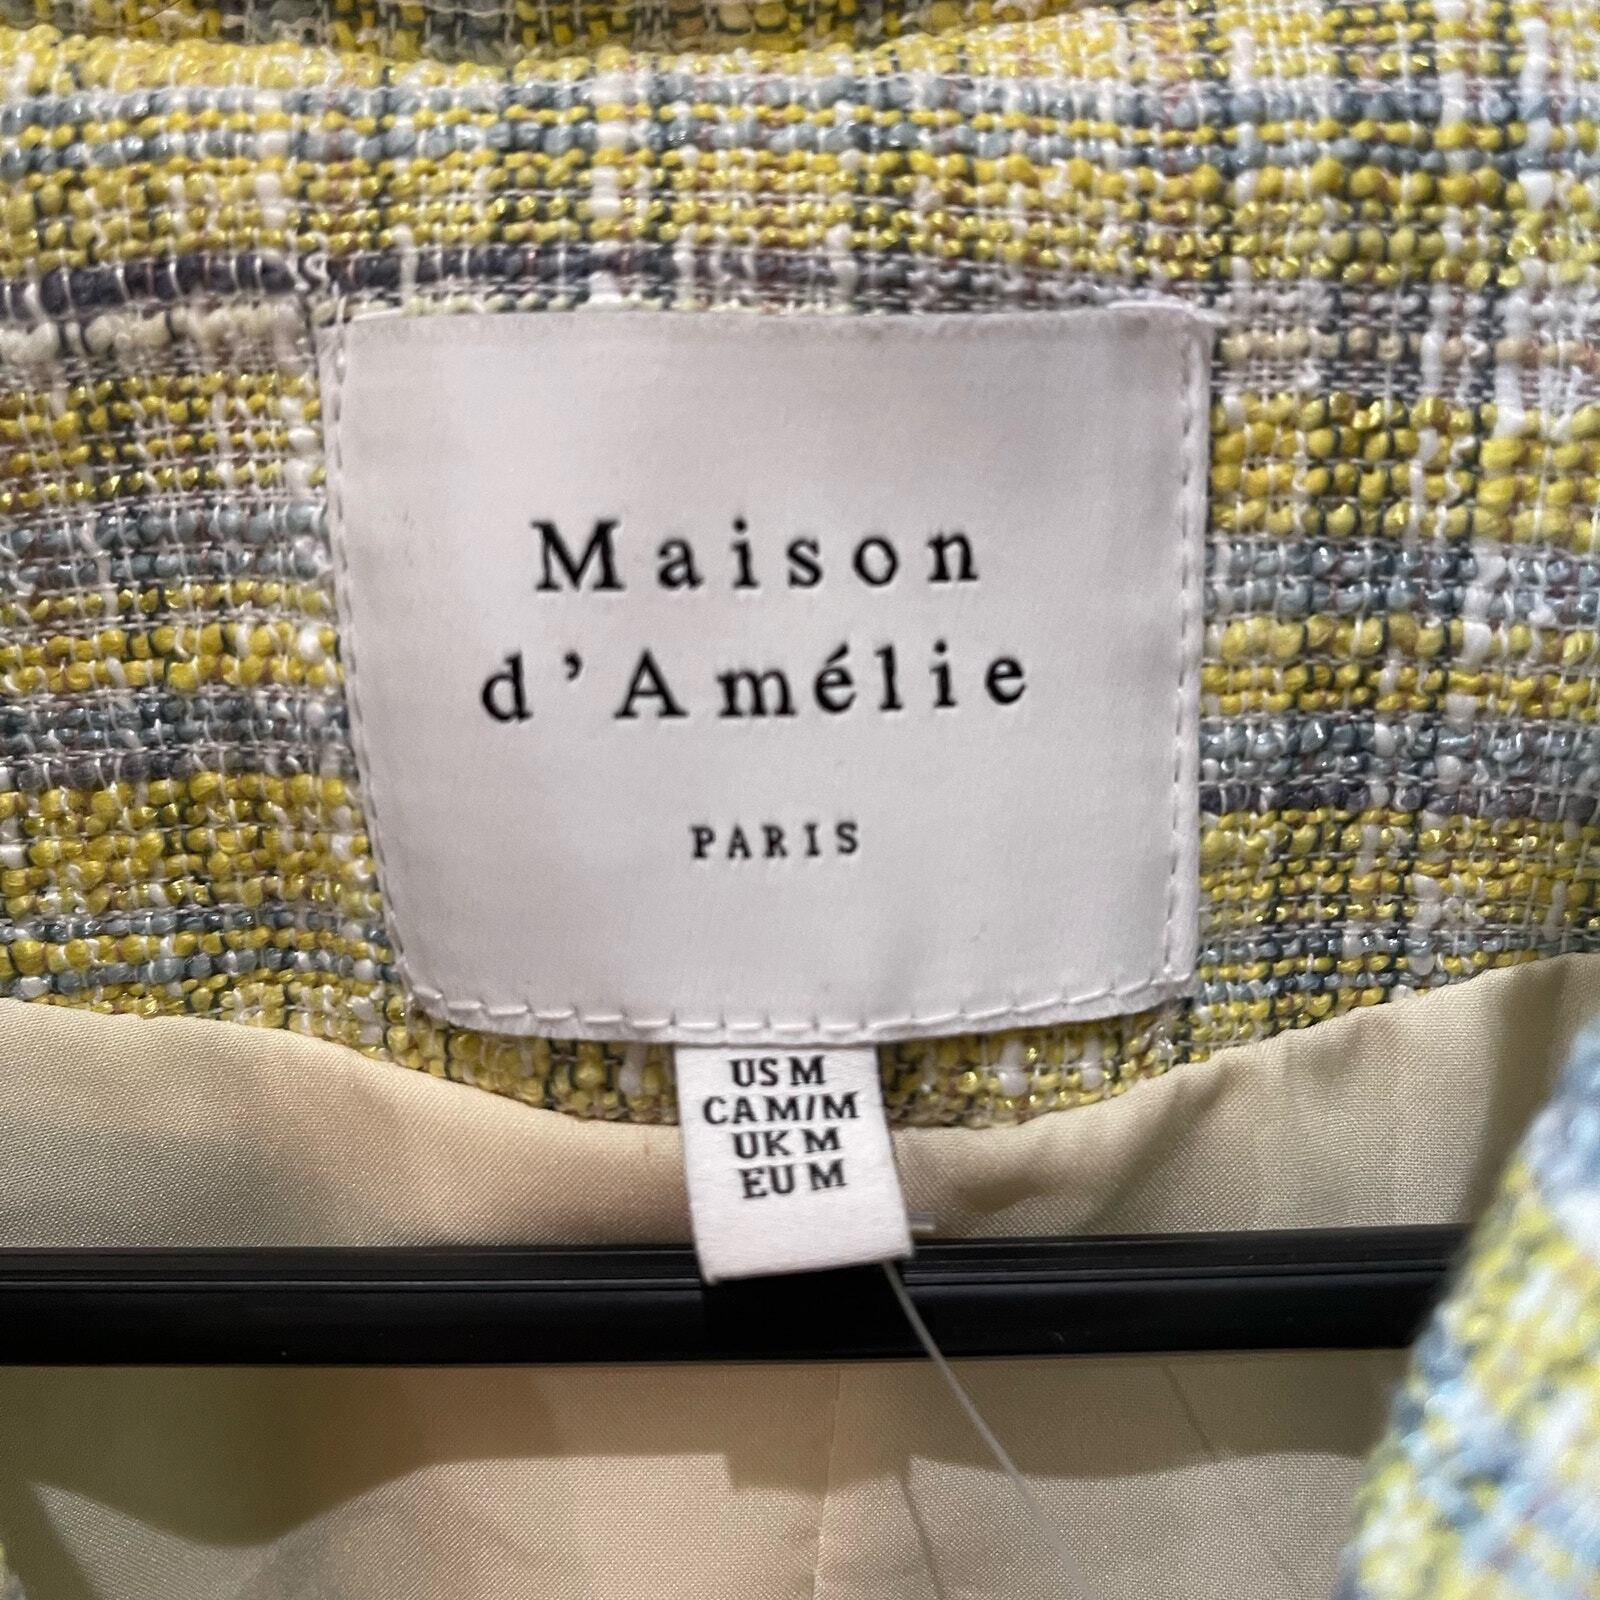 Maison
d'Amélie
PARIS
US M
CA M/M
UK M
EU M